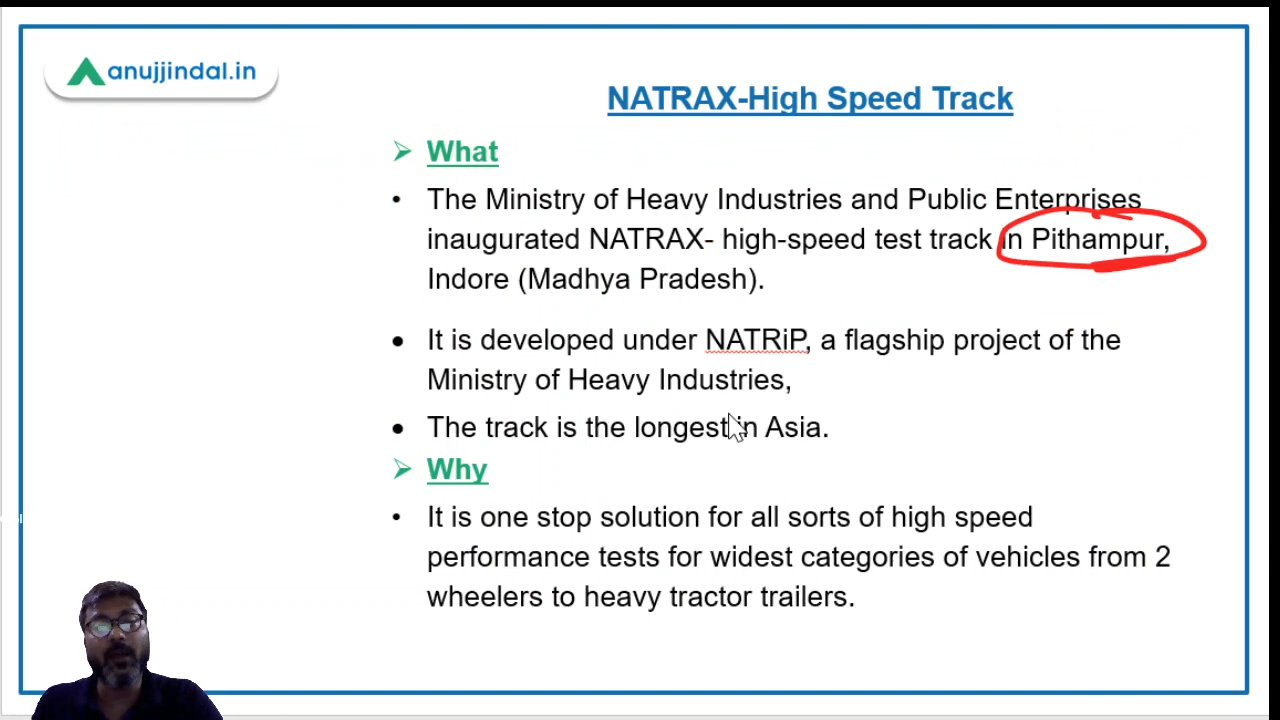 anujjindal.in
NATRAX-High Speed Track
What
The Ministry of Heavy Industries and Public Enterprises
inaugurated NATRAX- high-speed test track in Pithampur,
Indore (Madhya Pradesh).
It is developed under NATRiP, a flagship project of the
Ministry of Heavy Industries,
The track is the longest in Asia.
Why
It is one stop solution for all sorts of high speed
performance tests for widest categories of vehicles from 2
wheelers to heavy tractor trailers.